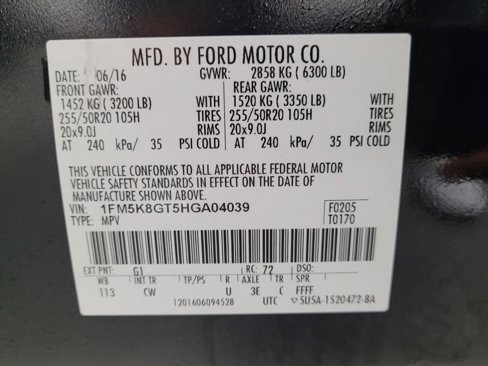 MFD. BY FORD MOTOR CO.
DATE: 06/16 GVWR: 2858 KG ( 6300 LB)
FRONT GAWR: REAR GAWR:
1452 KG ( 3200 LB) WITH 1520 KG ( 3350 LB) WITH
255/50R20 105H TIRES 255/50R20 105H TIRES
20x9.0J RIMS 20x9.0J RIMS
AT 240 kPa/ 35 PSI COLD AT 240 kPa/ 35 PSI COLD
THIS VEHICLE CONFORMS TO ALL APPLICABLE FEDERAL MOTOR
VEHICLE SAFETY STANDARDS IN EFFECT ON THE DATE OF
MANUFACTURE SHOWN ABOVE.
VIN: 1FM5K8GT5HGA04039 F0205
TYPE: MPV T0170
EXT PNT: G1 RC: 72 DSO:
WB INT TR TP/PS R AXLE TR SPR
113 CW U 3E C FFFF
1201606094528 UTC 5U5A-1520472-BA